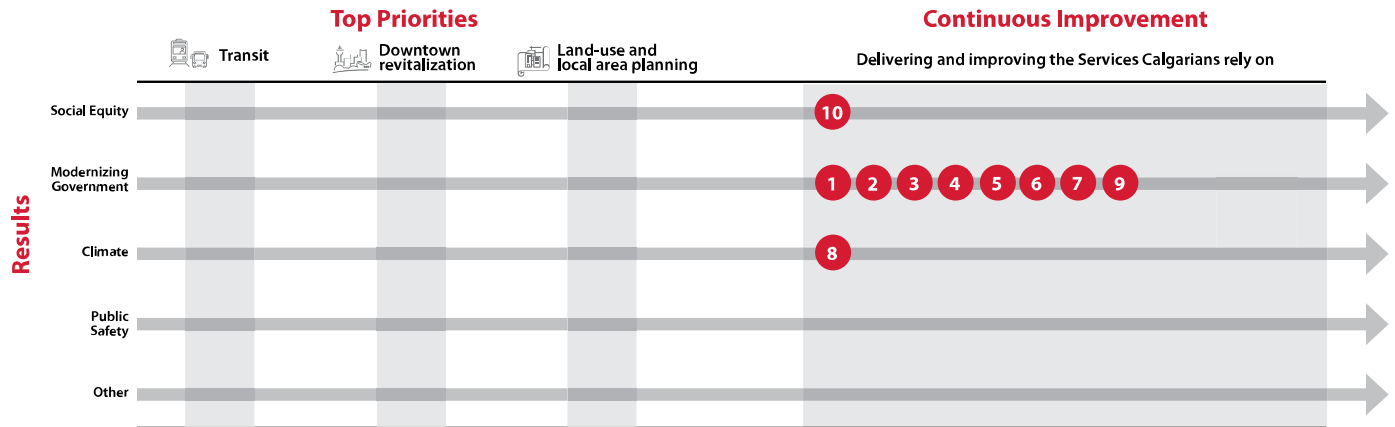 Top Priorities
Continuous Improvement
Transit
Downtown
revitalization
Land-use and
local area planning
Delivering and improving the Services Calgarians rely on
Results
Social Equity
10
Modernizing
Government
1 2 3 4 5 6 7 9
Climate
8
Public
Safety
Other